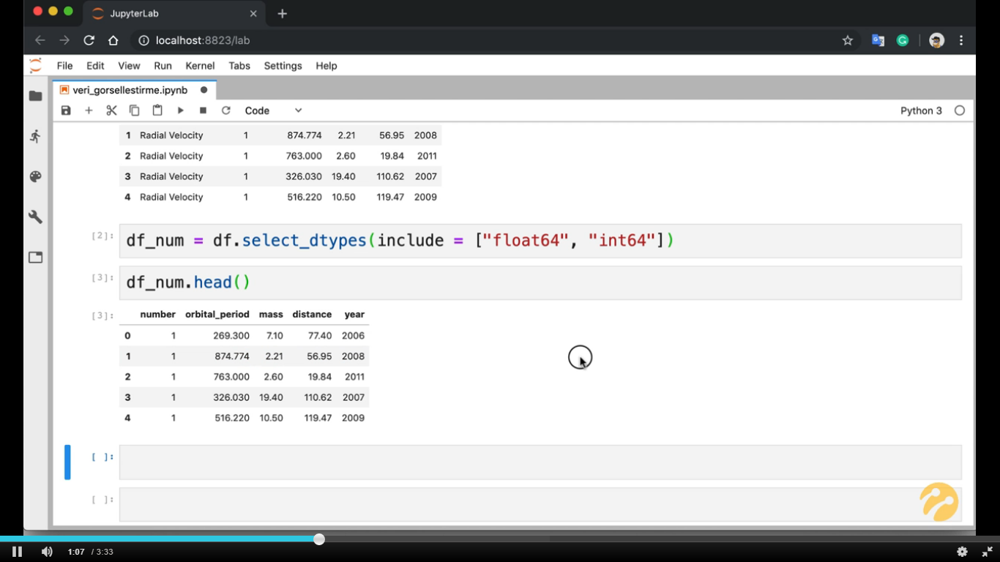 JupyterLab
localhost:8823/lab
File Edit View Run Kernel Tabs Settings Help
veri_gorsellestirme.ipynb
Code Python 3
1 Radial Velocity 1 874.774 2.21 56.95 2008
2 Radial Velocity 1 763.000 2.60 19.84 2011
3 Radial Velocity 1 326.030 19.40 110.62 2007
4 Radial Velocity 1 516.220 10.50 119.47 2009
[2]: df_num = df.select_dtypes(include = ["float64", "int64"])
[3]: df_num.head()
[3]: number orbital_period mass distance year
0 1 269.300 7.10 77.40 2006
1 1 874.774 2.21 56.95 2008
2 1 763.000 2.60 19.84 2011
3 1 326.030 19.40 110.62 2007
4 1 516.220 10.50 119.47 2009
[ ]:
[ ]:
1:07 / 3:33